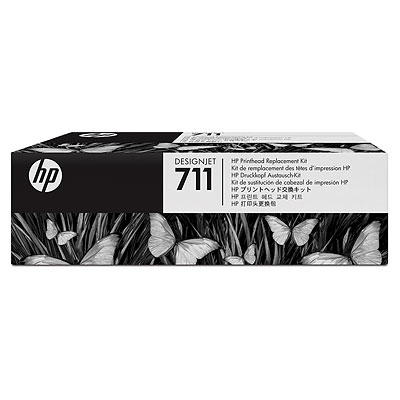 hp
DESIGNJET
711
HP Printhead Replacement Kit
Kit de remplacement des têtes d'impression HP
HP Druckkopf Austausch-Kit
Kit de sustitución de cabezal de impresión HP
HP プリントヘッド交換キット
HP 프린트 헤드 교체 키트
HP 打印头更换包